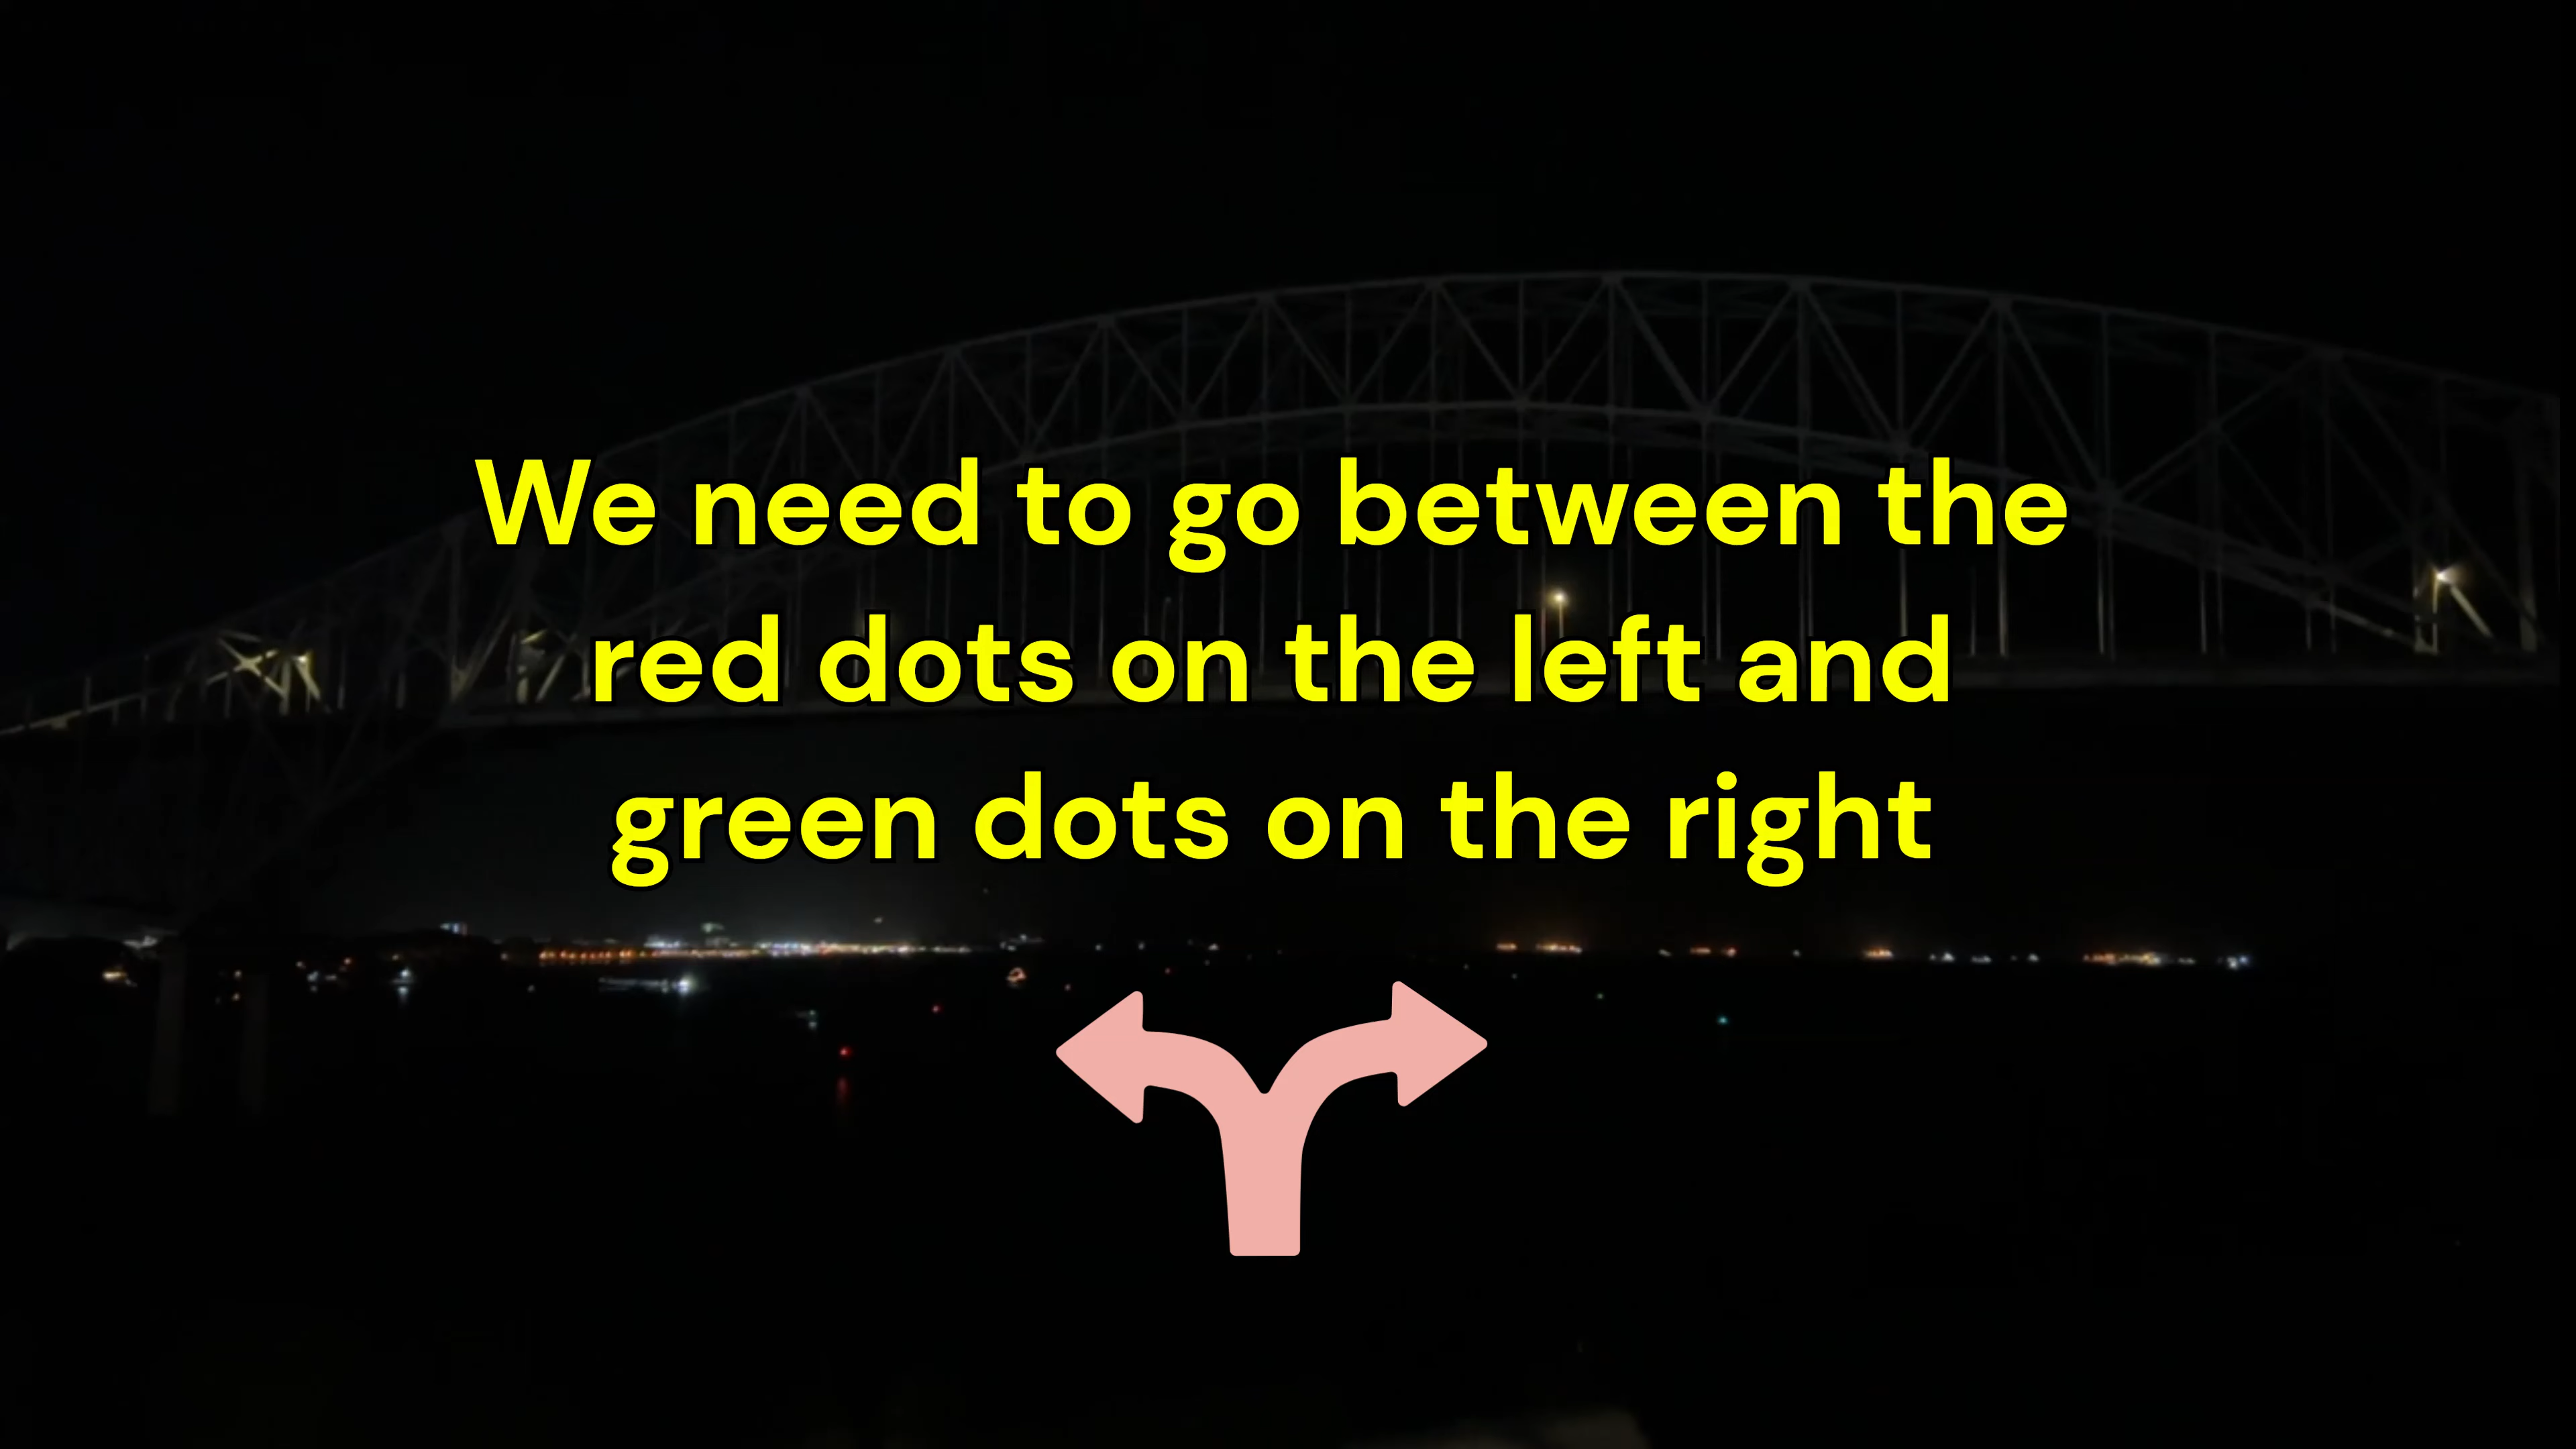 We need to go between the
red dots on the left and
green dots on the right